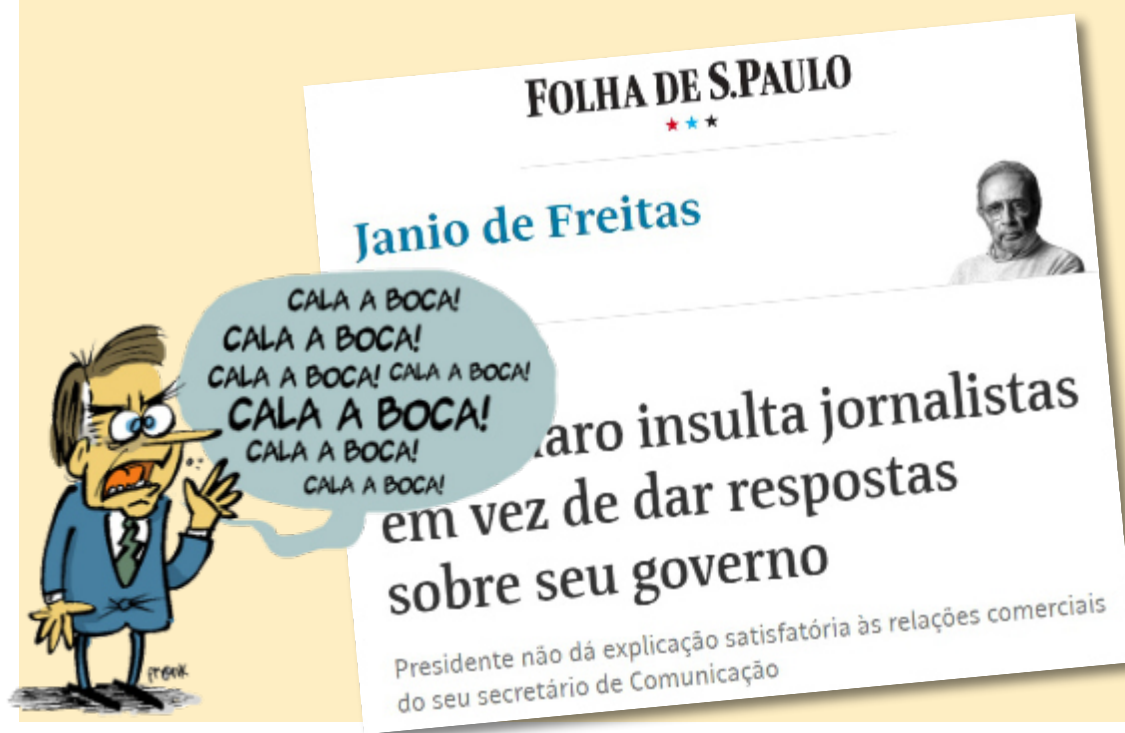 FOLHA DE S.PAULO
Janio de Freitas
CALA A BOCA!
CALA A BOCA!
CALA A BOCA! CALA A BOCA!
CALA A BOCA!
CALA A BOCA!
CALA A BOCA!
aro insulta jornalistas
em vez de dar respostas
sobre seu governo
Presidente não dá explicação satisfatória às relações comerciais
do seu secretário de Comunicação